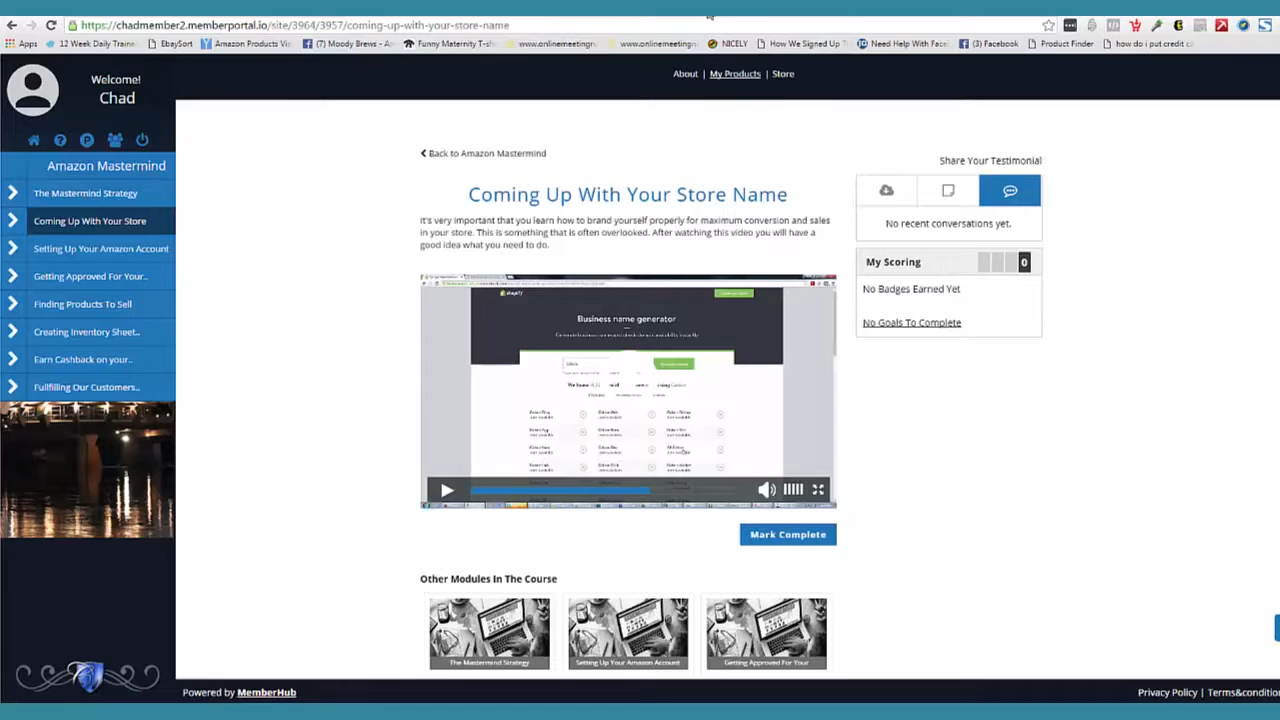 https://chadmember2.memberportal.io/site/3964/3957/coming-up-with-your-store-name
Apps
12 Week Daily Traine
EbaySort
Amazon Products Vi
(7) Moody Brews - Am
Funny Maternity T-sh
www.onlinemeetingn
www.onlinemeetingn
NICELY
How We Signed Up T
Need Help With Face
(3) Facebook
Product Finder
how do i put credit ca
Welcome!
Chad
About | My Products | Store
Amazon Mastermind
The Mastermind Strategy
Coming Up With Your Store
Setting Up Your Amazon Account
Getting Approved For Your...
Finding Products To Sell
Creating Inventory Sheet...
Earn Cashback on your...
Fullfilling Our Customers...
Back to Amazon Mastermind
Coming Up With Your Store Name
It's very important that you learn how to brand yourself properly for maximum conversion and sales
in your store. This is something that is often overlooked. After watching this video you will have a
good idea what you need to do.
shopify
Business name generator
Mark Complete
Other Modules In The Course
The Mastermind Strategy
Setting Up Your Amazon Account
Getting Approved For Your
Share Your Testimonial
No recent conversations yet.
My Scoring
0
No Badges Earned Yet
No Goals To Complete
Powered by MemberHub
Privacy Policy | Terms&conditio